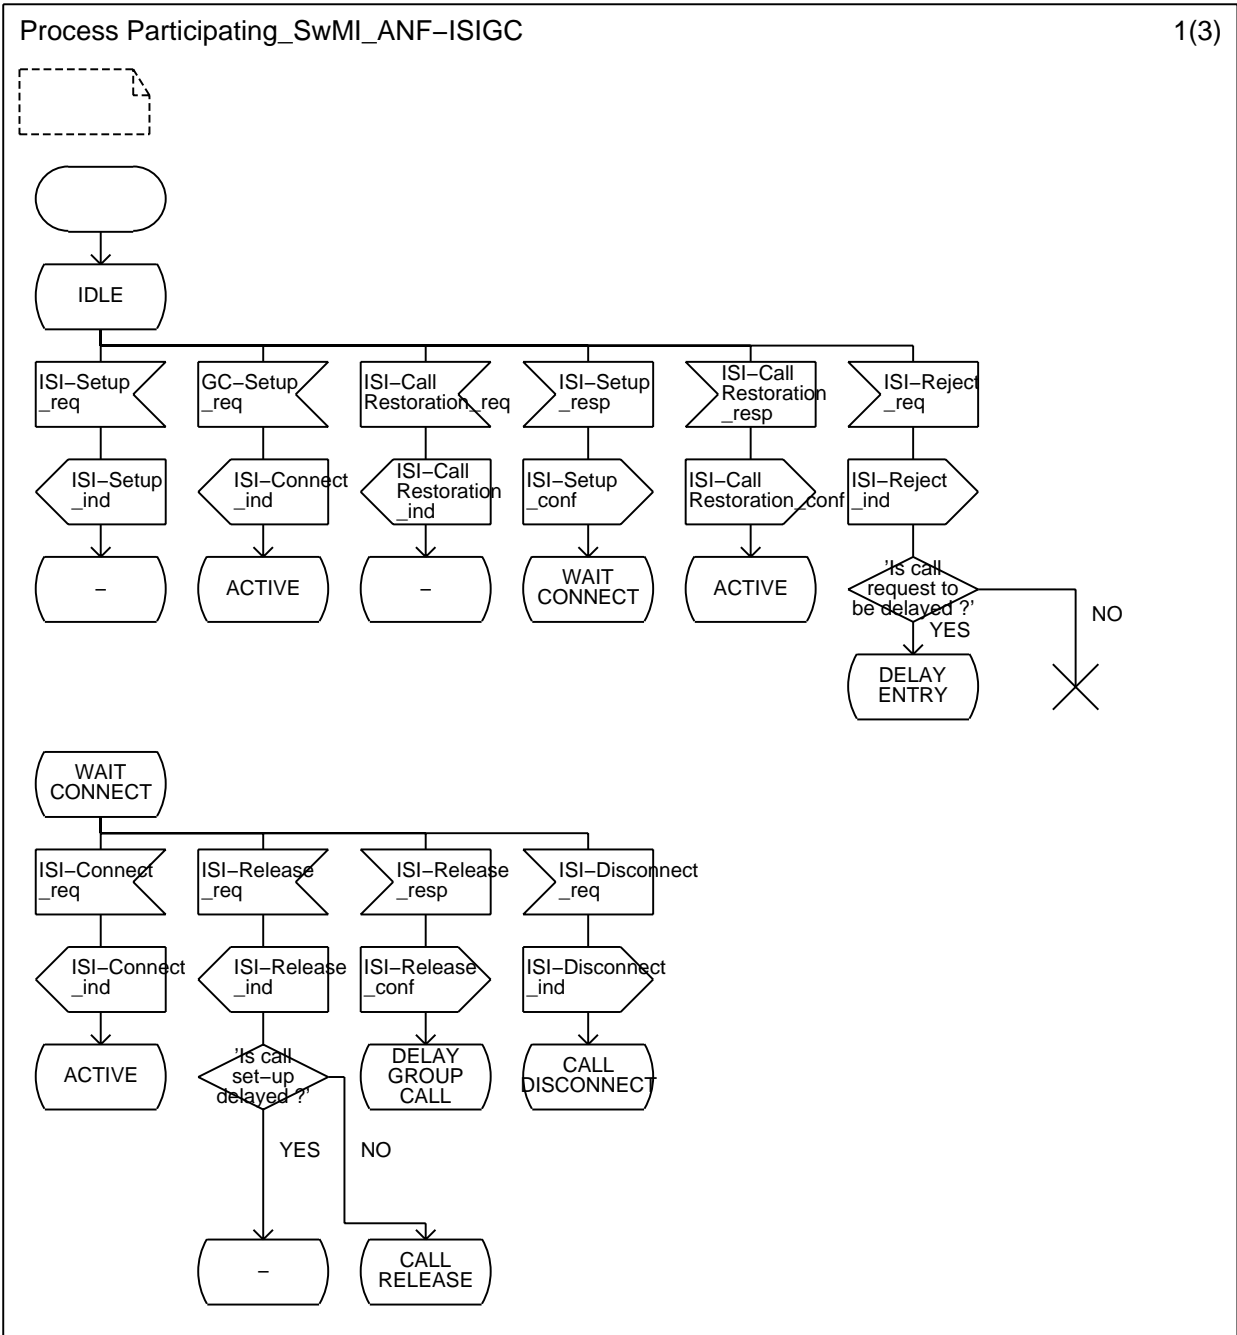 Process Participating_SwMI_ANF−ISIGC
1(3)
IDLE
ISI−Setup
_req
GC−Setup
_req
ISI−Call
Restoration_req
ISI−Setup
_resp
ISI−Call
Restoration
_resp
ISI−Reject
_req
ISI−Setup
_ind
ISI−Connect
_ind
ISI−Call
Restoration
_ind
ISI−Setup
_conf
ISI−Call
Restoration_conf
ISI−Reject
_ind
−
ACTIVE
−
WAIT
CONNECT
ACTIVE
'Is call
request to
be delayed ?'
NO
YES
DELAY
ENTRY
WAIT
CONNECT
ISI−Connect
_req
ISI−Release
_req
ISI−Release
_resp
ISI−Disconnect
_req
ISI−Connect
_ind
ISI−Release
_ind
ISI−Release
_conf
ISI−Disconnect
_ind
ACTIVE
'Is call
set−up
delayed ?'
DELAY
GROUP
CALL
CALL
DISCONNECT
YES
NO
−
CALL
RELEASE